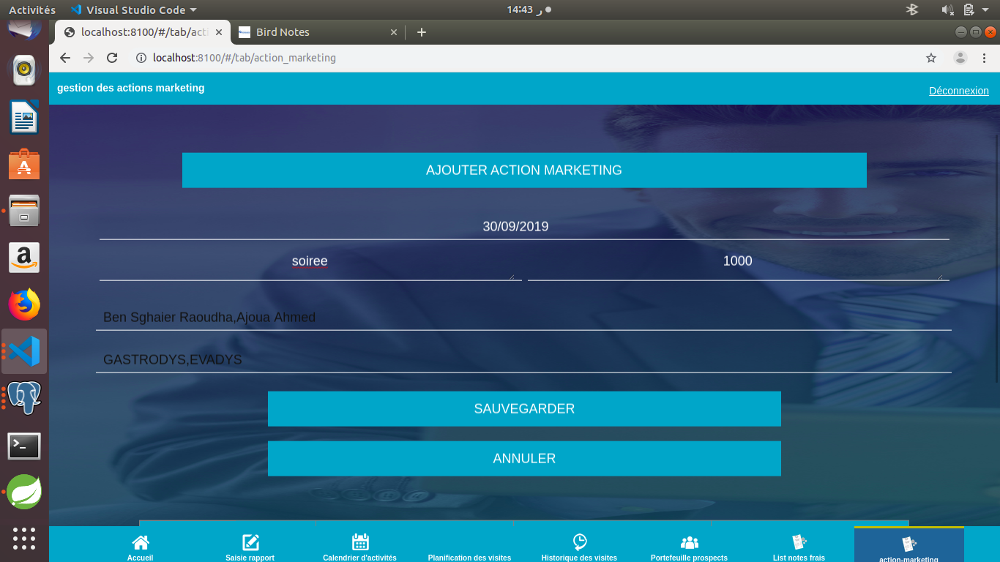 Activités Visual Studio Code 14:43 ر
localhost:8100/#/tab/acti Bird Notes
localhost:8100/#/tab/action_marketing
gestion des actions marketing
Déconnexion
AJOUTER ACTION MARKETING
30/09/2019
soiree 1000
Ben Sghaier Raoudha,Ajoua Ahmed
GASTRODYS,EVADYS
SAUVEGARDER
ANNULER
Accueil Saisie rapport Calendrier d'activités Planification des visites Historique des visites Portefeuille prospects List notes frais action-marketing